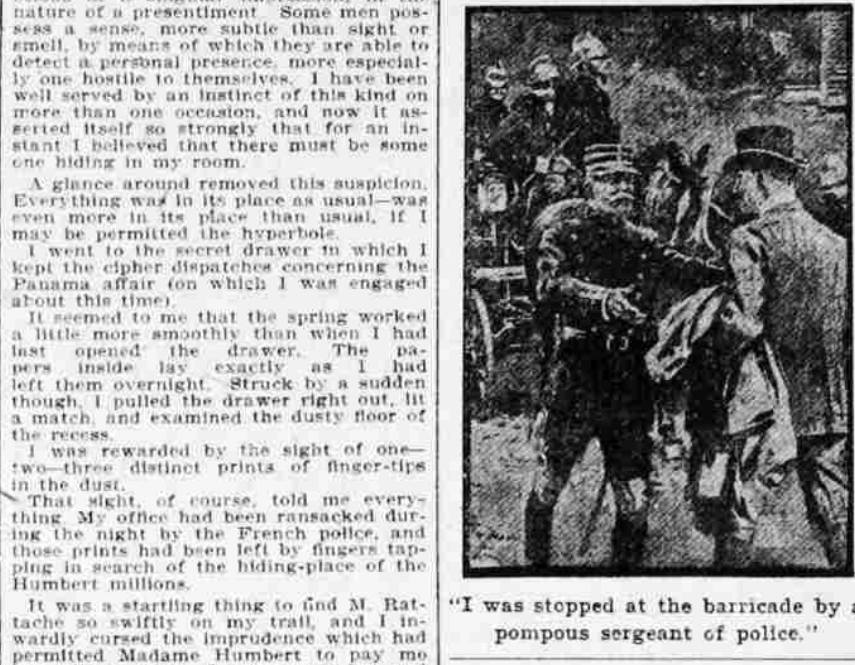 nature of a presentiment. Some men pos-
sess a sense, more subtle than sight or
smell, by means of which they are able to
detect a personal presence, more especial-
ly one hostile to themselves. I have been
well served by an instinct of this kind on
more than one occasion, and now it as-
serted itself so strongly that for an in-
stant I believed that there must be some
one hiding in my room.
A glance around removed this suspicion.
Everything was in its place as usual—was
even more in its place than usual, if I
may be permitted the hyperbole.
I went to the secret drawer in which I
kept the cipher dispatches concerning the
Panama affair (on which I was engaged
about this time).
It seemed to me that the spring worked
a little more smoothly than when I had
last opened the drawer. The pa-
pers inside lay exactly as I had
left them overnight. Struck by a sudden
though, I pulled the drawer right out, lit
a match, and examined the dusty floor of
the recess.
I was rewarded by the sight of one—
two—three distinct prints of finger-tips
in the dust.
That sight, of course, told me every-
thing. My office had been ransacked dur-
ing the night by the French police, and
those prints had been left by fingers tap-
ping in search of the hiding-place of the
Humbert millions.
It was a startling thing to find M. Rat-
tache so swiftly on my trail, and I in-
wardly cursed the imprudence which had
permitted Madame Humbert to pay me
"I was stopped at the barricade by a
pompous sergeant of police."